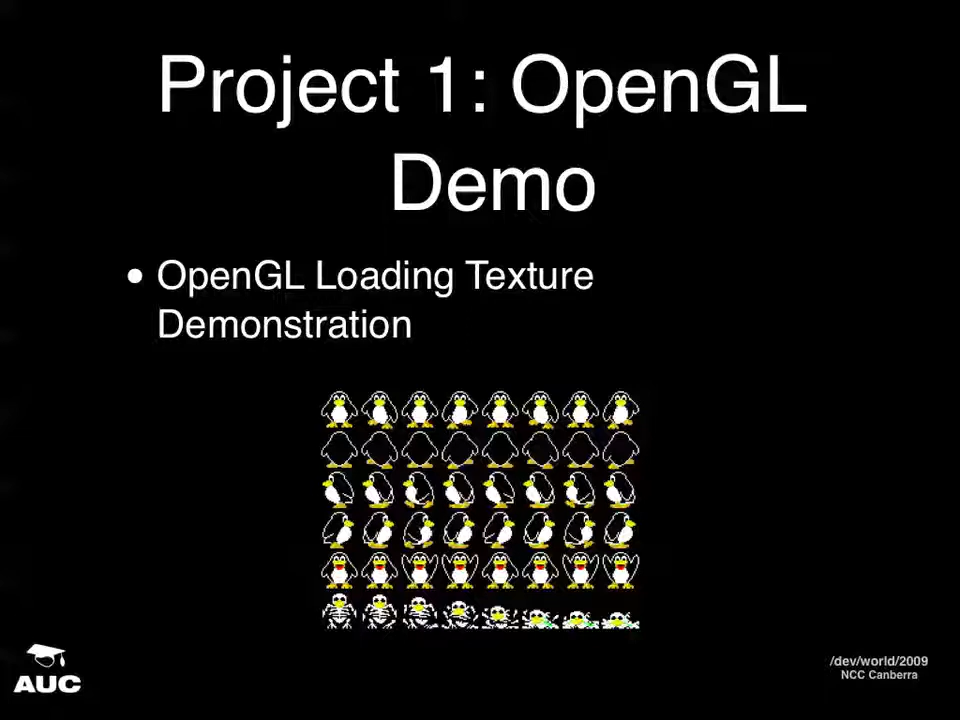 Project 1: OpenGL
Demo
• OpenGL Loading Texture
Demonstration
AUC
/dev/world/2009
NCC Canberra